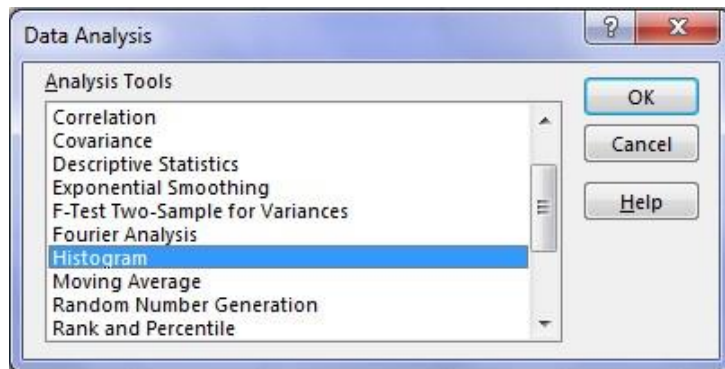 Data Analysis
?
Analysis Tools
Correlation
Covariance
Descriptive Statistics
Exponential Smoothing
F-Test Two-Sample for Variances
Fourier Analysis
Histogram
Moving Average
Random Number Generation
Rank and Percentile
OK
Cancel
Help